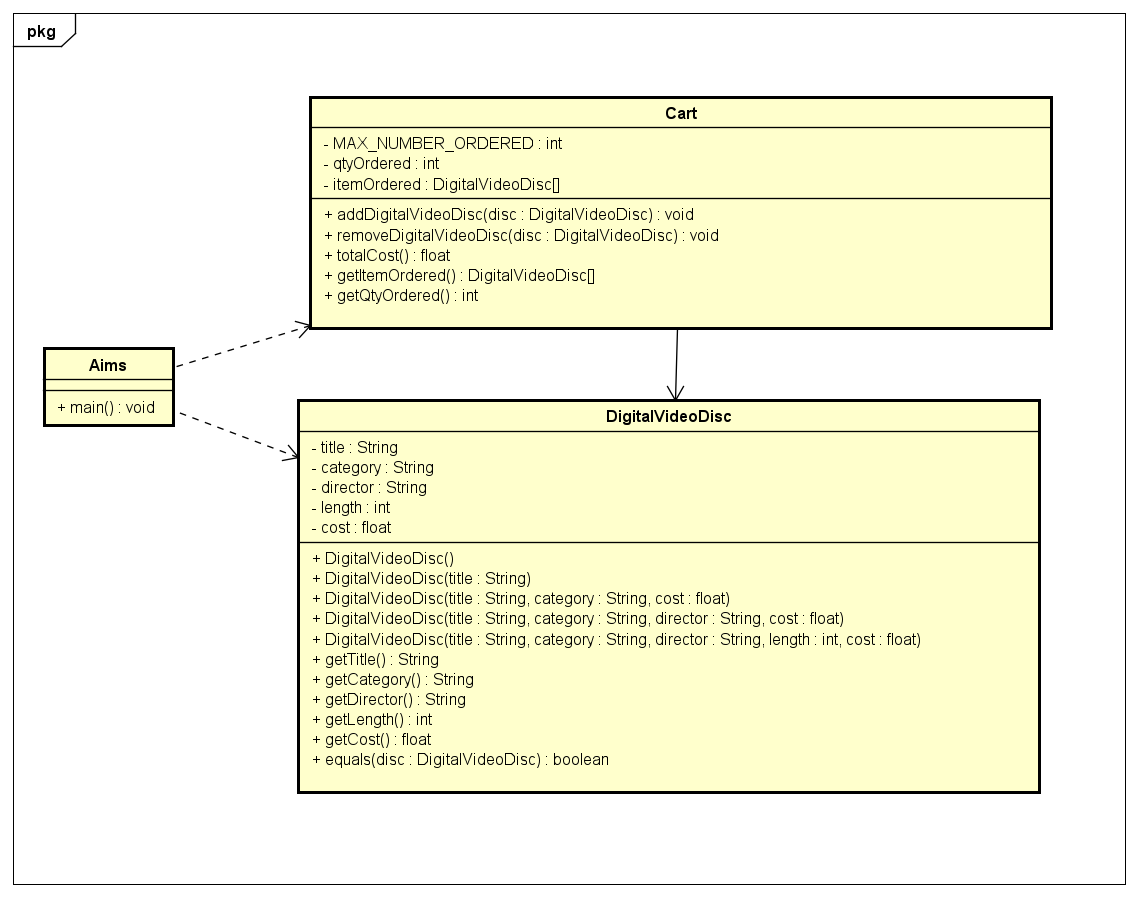 pkg
Cart
- MAX_NUMBER_ORDERED : int
- qtyOrdered : int
- itemOrdered : DigitalVideoDisc[]
+ addDigitalVideoDisc(disc : DigitalVideoDisc) : void
+ removeDigitalVideoDisc(disc : DigitalVideoDisc) : void
+ totalCost() : float
+ getItemOrdered() : DigitalVideoDisc[]
+ getQtyOrdered() : int
Aims
+ main() : void
DigitalVideoDisc
- title : String
- category : String
- director : String
- length : int
- cost : float
+ DigitalVideoDisc()
+ DigitalVideoDisc(title : String)
+ DigitalVideoDisc(title : String, category : String, cost : float)
+ DigitalVideoDisc(title : String, category : String, director : String, cost : float)
+ DigitalVideoDisc(title : String, category : String, director : String, length : int, cost : float)
+ getTitle() : String
+ getCategory() : String
+ getDirector() : String
+ getLength() : int
+ getCost() : float
+ equals(disc : DigitalVideoDisc) : boolean